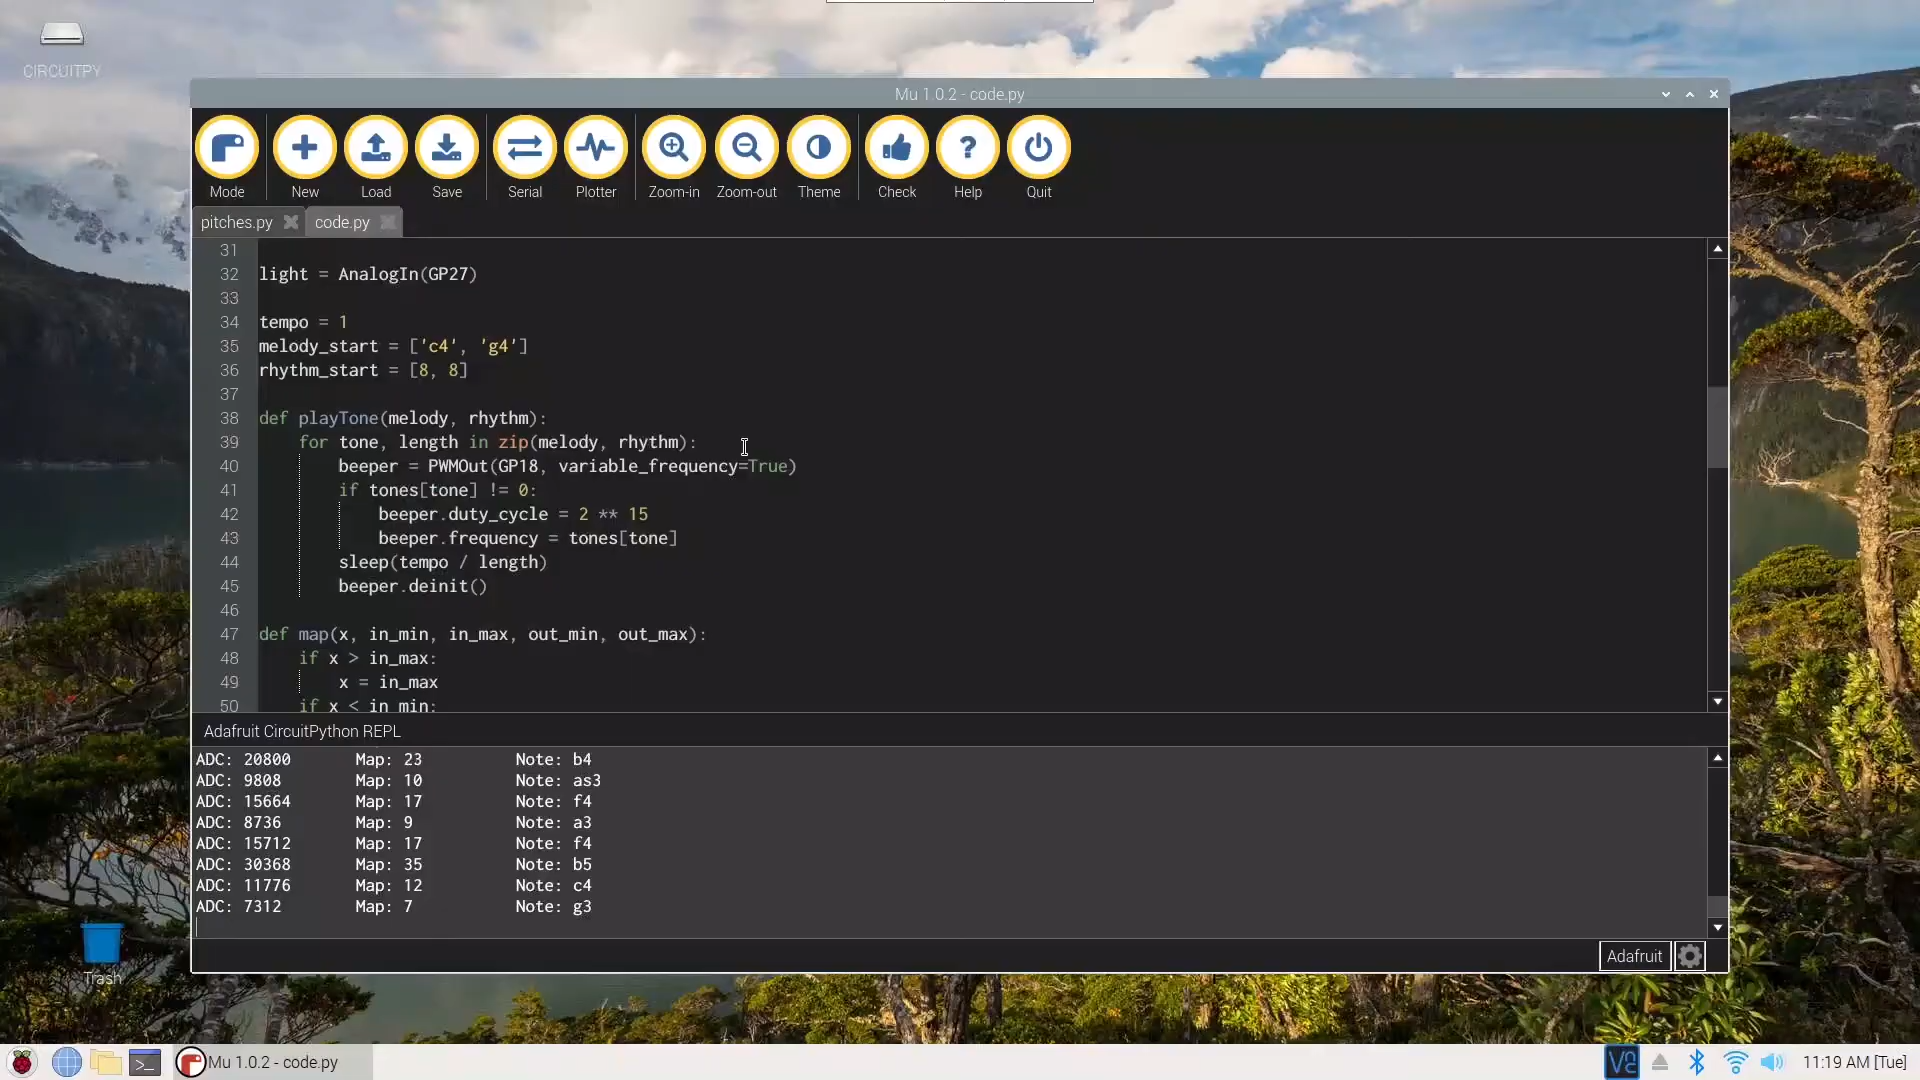 CIRCUITPY
Mu 1.0.2 - code.py
Mode New Load Save Serial Plotter Zoom-in Zoom-out Theme Check Help Quit
pitches.py code.py
31
32 light = AnalogIn(GP27)
33
34 tempo = 1
35 melody_start = ['c4', 'g4']
36 rhythm_start = [8, 8]
37
38 def playTone(melody, rhythm):
39 for tone, length in zip(melody, rhythm):
40 beeper = PWMOut(GP18, variable_frequency=True)
41 if tones[tone] != 0:
42 beeper.duty_cycle = 2 ** 15
43 beeper.frequency = tones[tone]
44 sleep(tempo / length)
45 beeper.deinit()
46
47 def map(x, in_min, in_max, out_min, out_max):
48 if x > in_max:
49 x = in_max
50 if x < in_min:
Adafruit CircuitPython REPL
ADC: 20800 Map: 23 Note: b4
ADC: 9808 Map: 10 Note: as3
ADC: 15664 Map: 17 Note: f4
ADC: 8736 Map: 9 Note: a3
ADC: 15712 Map: 17 Note: f4
ADC: 30368 Map: 35 Note: b5
ADC: 11776 Map: 12 Note: c4
ADC: 7312 Map: 7 Note: g3
Adafruit
Trash
Mu 1.0.2 - code.py
11:19 AM [Tue]